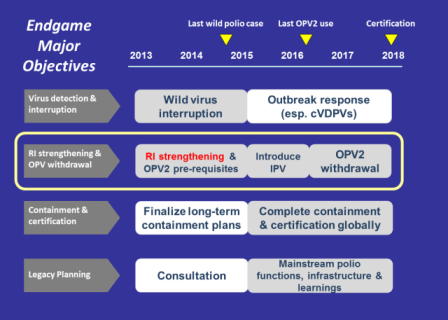 Endgame
Major
Objectives
Last wild polio case
Last OPV2 use
Certification
2013 2014 2015 2016 2017 2018
Virus detection &
interruption
Wild virus
interruption
Outbreak response
(esp. cVDPVs)
RI strengthening &
OPV withdrawal
RI strengthening &
OPV2 pre-requisites
Introduce
IPV
OPV2
withdrawal
Containment &
certification
Finalize long-term
containment plans
Complete containment
& certification globally
Legacy Planning
Consultation
Mainstream polio
functions, infrastructure &
learnings